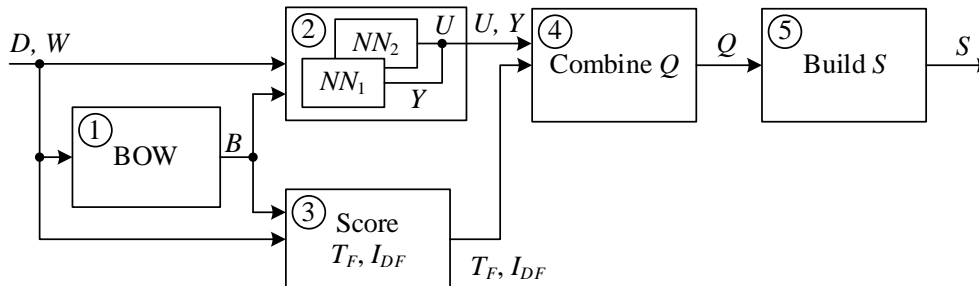 D, W
1
BOW
B
2
NN2
U
NN1
Y
U, Y
3
Score
TF, IDF
TF, IDF
4
Combine Q
Q
5
Build S
S